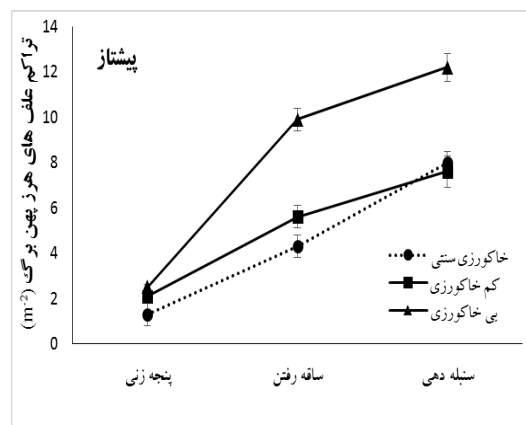 پیشتاز
تراکم علف های هرز پهن برگ (m-2)
14
12
10
8
6
4
2
0
خاکورزی سنتی
کم خاکورزی
بی خاکورزی
پنجه زنی
ساقه رفتن
سنبله دهی